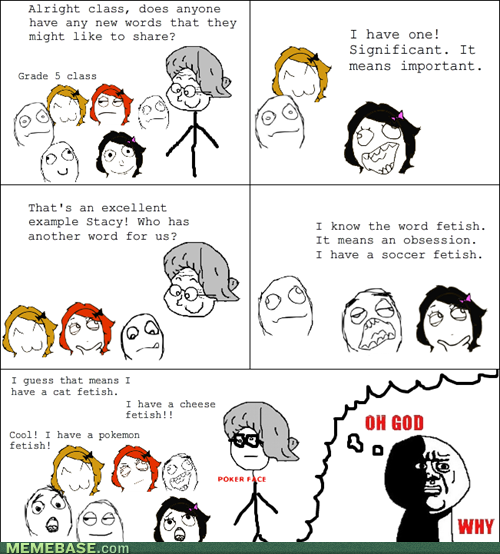 Alright class, does anyone
have any new words that they
might like to share?
Grade 5 class
I have one!
Significant. It
means important.
That's an excellent
example Stacy! Who has
another word for us?
I know the word fetish.
It means an obsession.
I have a soccer fetish.
I guess that means I
have a cat fetish.
I have a cheese
fetish!!
Cool! I have a pokemon
fetish!
POKER FACE
OH GOD
WHY
MEMEBASE.com